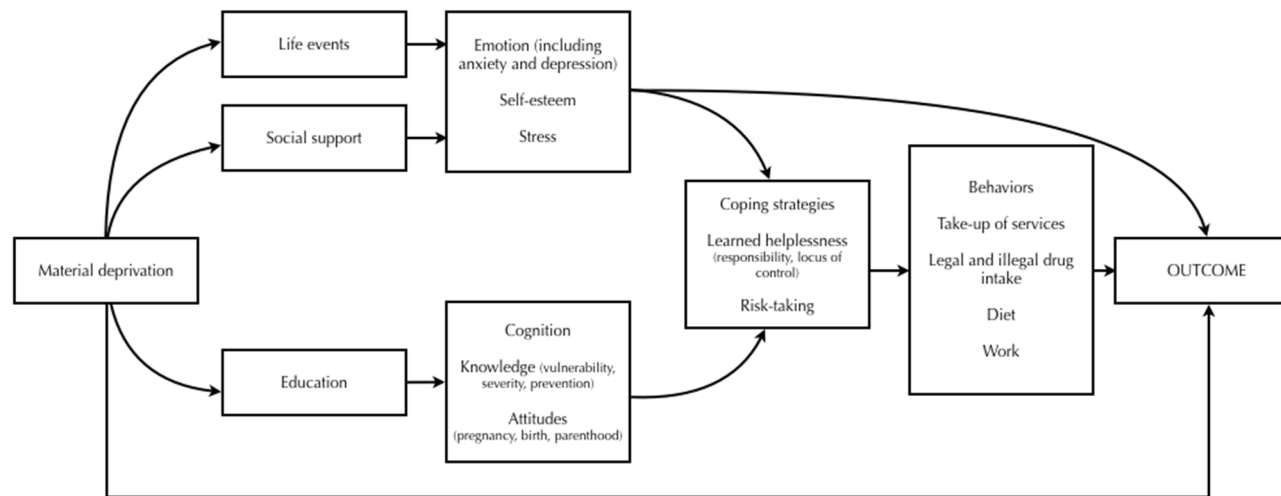 Life events
Emotion (including
anxiety and depression)
Self-esteem
Stress
Social support
Material deprivation
Education
Cognition
Knowledge (vulnerability,
severity, prevention)
Attitudes
(pregnancy, birth, parenthood)
Coping strategies
Learned helplessness
(responsibility, locus of
control)
Risk-taking
Behaviors
Take-up of services
Legal and illegal drug
intake
Diet
Work
OUTCOME